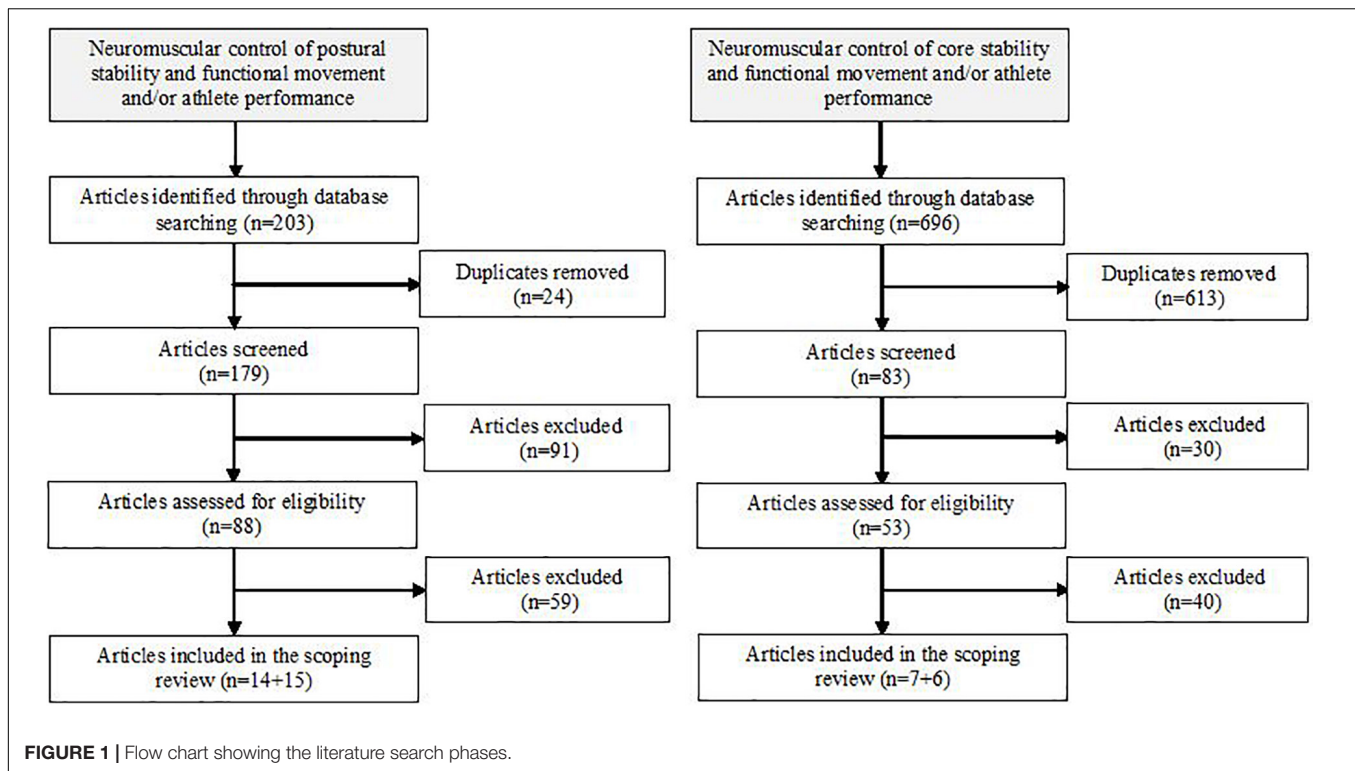 Neuromuscular control of postural
stability and functional movement
and/or athlete performance
Articles identified through database
searching (n=203)
Duplicates removed
(n=24)
Articles screened
(n=179)
Articles excluded
(n=91)
Articles assessed for eligibility
(n=88)
Articles excluded
(n=59)
Articles included in the scoping
review (n=14+15)
Neuromuscular control of core stability
and functional movement and/or athlete
performance
Articles identified through database
searching (n=696)
Duplicates removed
(n=613)
Articles screened
(n=83)
Articles excluded
(n=30)
Articles assessed for eligibility
(n=53)
Articles excluded
(n=40)
Articles included in the scoping
review (n=7+6)
FIGURE 1 | Flow chart showing the literature search phases.